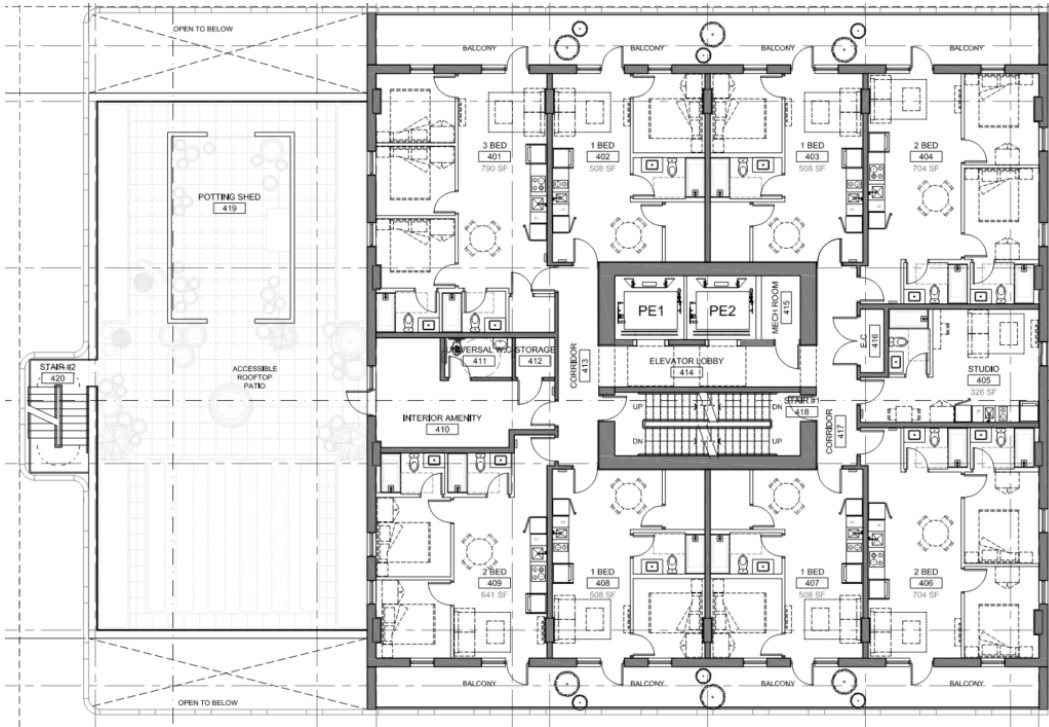 OPEN TO BELOW
BALCONY
BALCONY
BALCONY
BALCONY
3 BED
401
790 SF
1 BED
402
508 SF
1 BED
403
508 SF
2 BED
404
704 SF
POTTING SHED
419
PE1
PE2
MECH ROOM
415
E.C
416
CORRIDOR
413
ELEVATOR LOBBY
414
UNIVERSAL W.C.
411
STORAGE
412
STUDIO
405
326 SF
STAIR #2
420
ACCESSIBLE
ROOFTOP
PATIO
INTERIOR AMENITY
410
UP
DN
STAIR #1
418
DN
UP
CORRIDOR
417
2 BED
409
641 SF
1 BED
408
508 SF
1 BED
407
508 SF
2 BED
406
704 SF
BALCONY
BALCONY
BALCONY
BALCONY
OPEN TO BELOW